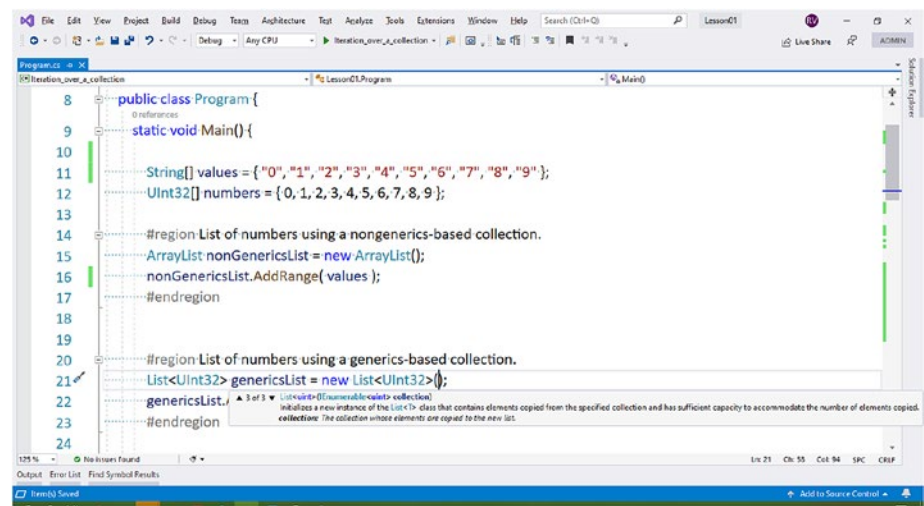 File Edit View Project Build Debug Team Architecture Test Analyze Tools Extensions Window Help Search (Ctrl+Q) Lesson01 RV
Debug Any CPU Iteration_over_a_collection Live Share ADMIN
Program.cs
Iteration_over_a_collection Lesson01.Program Main()
Solution Explorer
8 public class Program {
0 references
9 static void Main() {
10
11 String[] values = { "0", "1", "2", "3", "4", "5", "6", "7", "8", "9" };
12 UInt32[] numbers = { 0, 1, 2, 3, 4, 5, 6, 7, 8, 9 };
13
14 #region List of numbers using a nongenerics-based collection.
15 ArrayList nonGenericsList = new ArrayList();
16 nonGenericsList.AddRange( values );
17 #endregion
18
19
20 #region List of numbers using a generics-based collection.
21 List<UInt32> genericsList = new List<UInt32>();
22 genericsList.
▲ 3 of 3 ▼ List<uint>(IEnumerable<uint> collection)
Initializes a new instance of the List<T> class that contains elements copied from the specified collection and has sufficient capacity to accommodate the number of elements copied.
collection: The collection whose elements are copied to the new list.
23 #endregion
24
125 % No issues found Ln: 21 Ch: 55 Col: 94 SPC CRLF
Output Error List Find Symbol Results
Item(s) Saved Add to Source Control